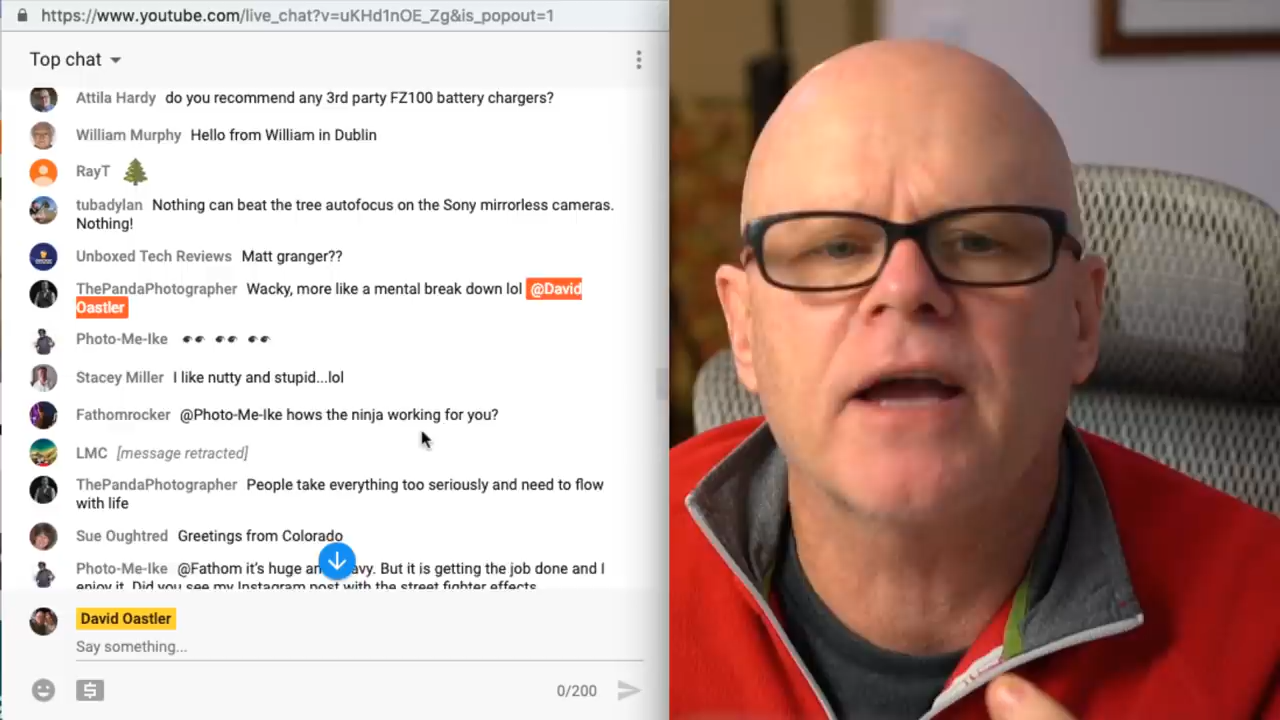 https://www.youtube.com/live_chat?v=uKHd1nOE_Zg&is_popout=1
Top chat
Attila Hardy do you recommend any 3rd party FZ100 battery chargers?
William Murphy Hello from William in Dublin
RayT 🌲
tubadylan Nothing can beat the tree autofocus on the Sony mirrorless cameras.
Nothing!
Unboxed Tech Reviews Matt granger??
ThePandaPhotographer Wacky, more like a mental break down lol @David
Oastler
Photo-Me-Ike 👀 👀 👀
Stacey Miller I like nutty and stupid...lol
Fathomrocker @Photo-Me-Ike hows the ninja working for you?
LMC [message retracted]
ThePandaPhotographer People take everything too seriously and need to flow
with life
Sue Oughtred Greetings from Colorado
Photo-Me-Ike @Fathom it's huge an avy. But it is getting the job done and I
enjoy it. Did you see my Instagram post with the street fighter effects
David Oastler
Say something...
0/200